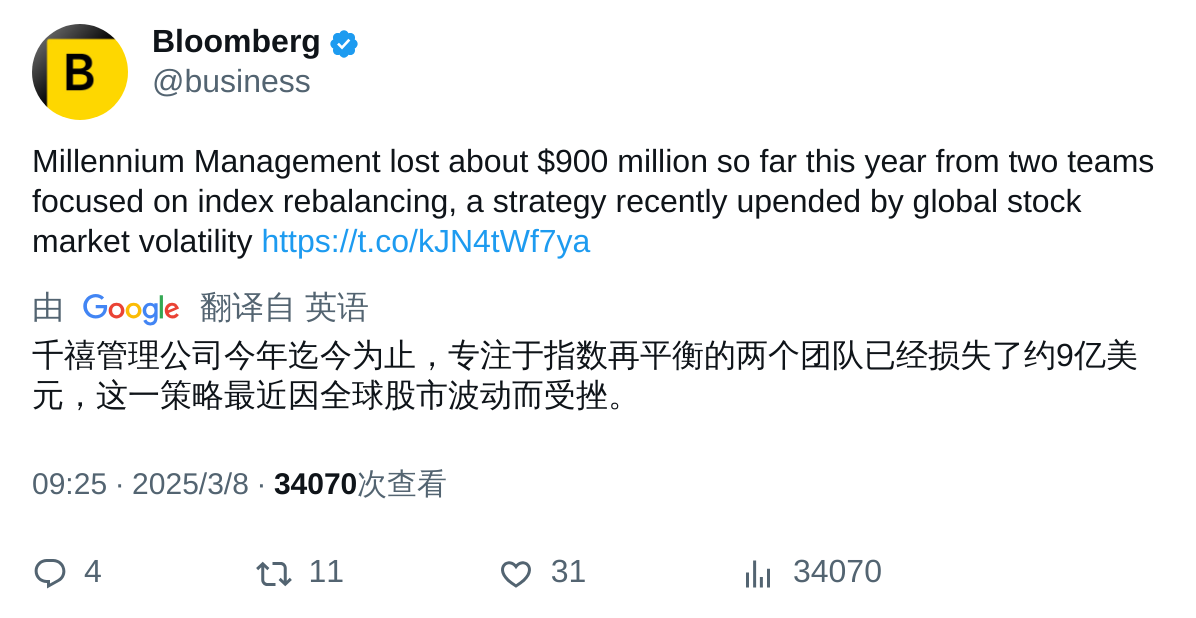 B
Bloomberg
@business
Millennium Management lost about $900 million so far this year from two teams
focused on index rebalancing, a strategy recently upended by global stock
market volatility https://t.co/kJN4tWf7ya
由 Google 翻译自 英语
千禧管理公司今年迄今为止，专注于指数再平衡的两个团队已经损失了约9亿美
元，这一策略最近因全球股市波动而受挫。
09:25 · 2025/3/8 · 34070次查看
4 11 31 34070